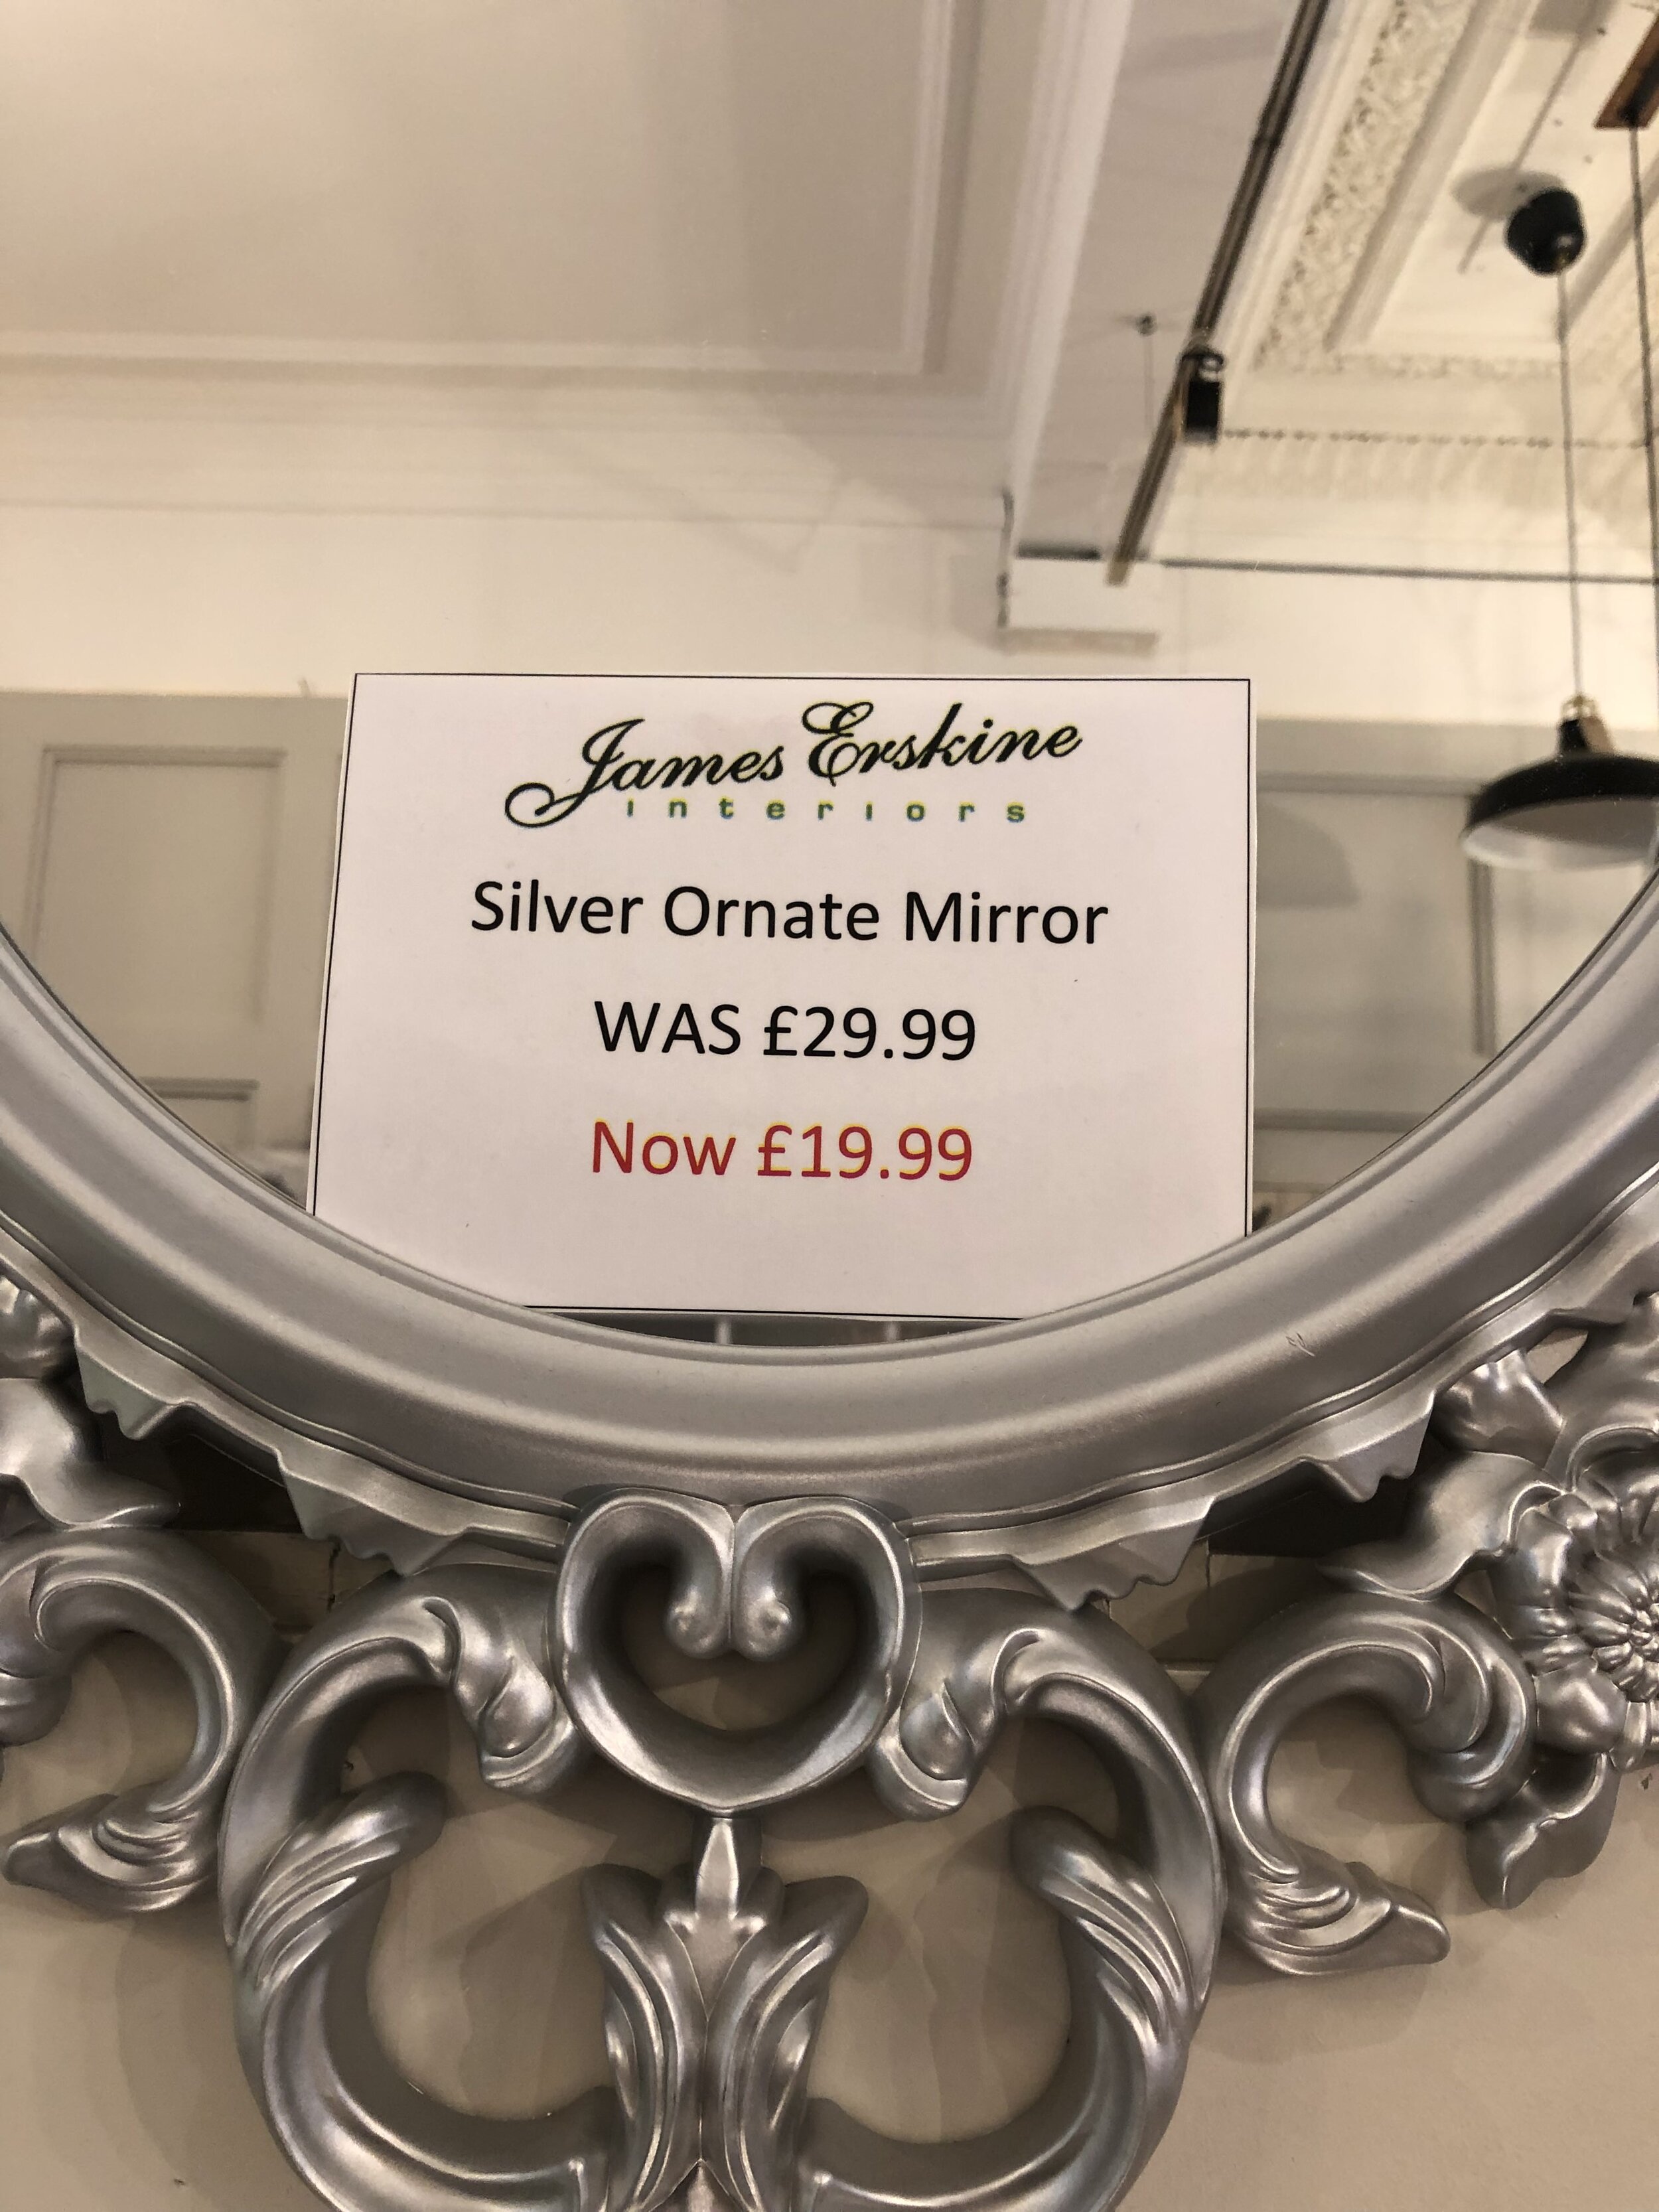 James Erskine
interiors
Silver Ornate Mirror
WAS £29.99
Now £19.99